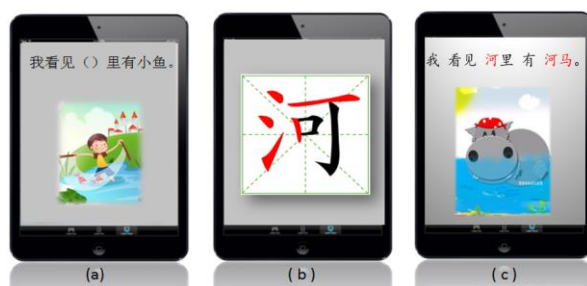 我看见（）里有小鱼。
河
我 看见 河里 有 河马。
(a)
( b )
( c )